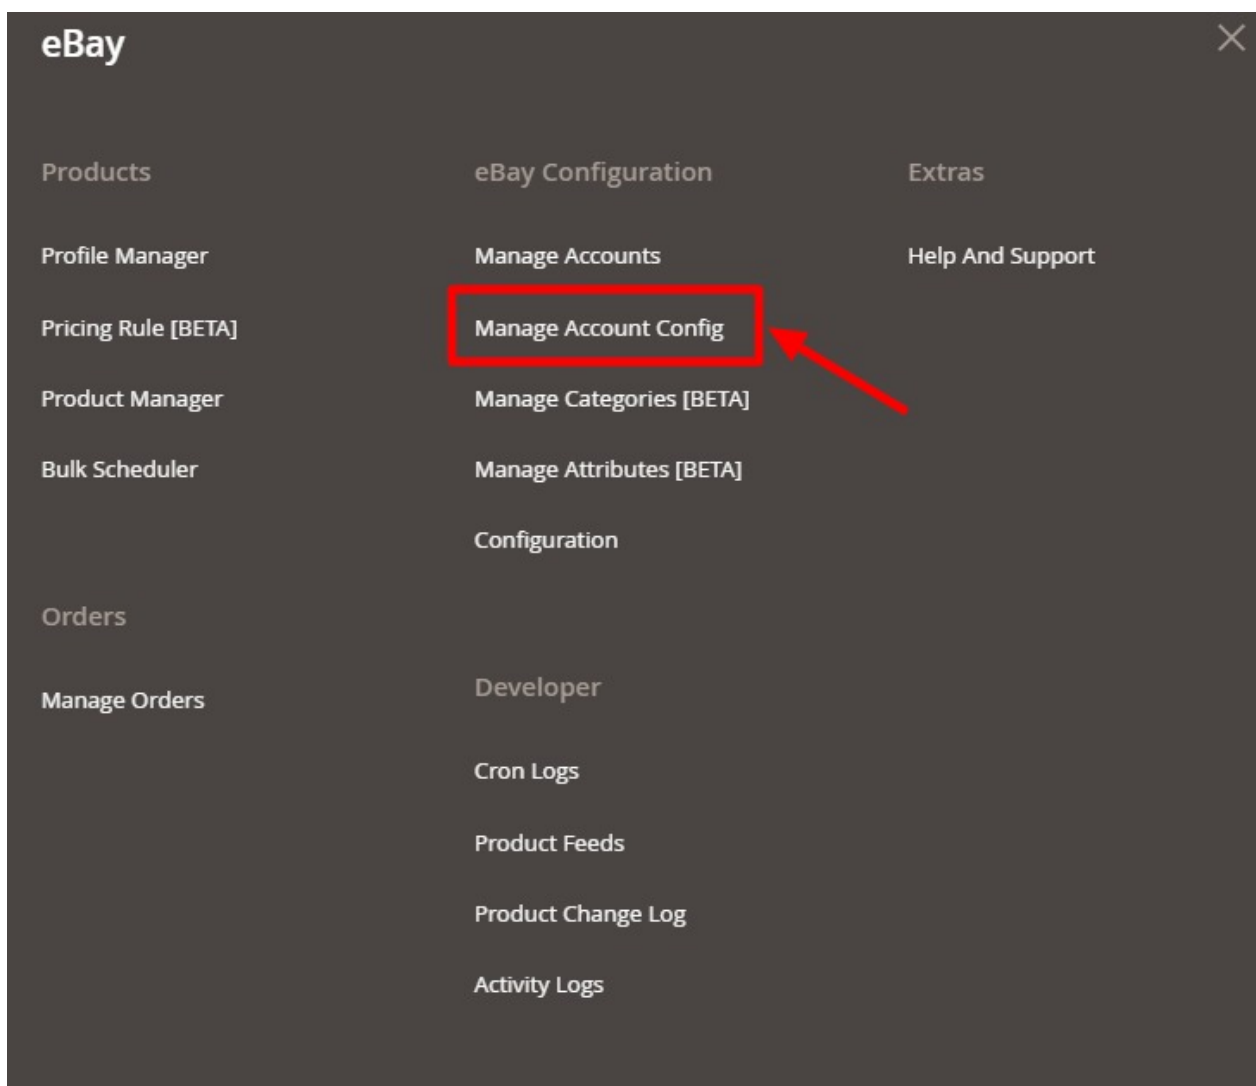 eBay
Products
Profile Manager
Pricing Rule [BETA]
Product Manager
Bulk Scheduler
Orders
Manage Orders
eBay Configuration
Manage Accounts
Manage Account Config
Manage Categories [BETA]
Manage Attributes [BETA]
Configuration
Developer
Cron Logs
Product Feeds
Product Change Log
Activity Logs
Extras
Help And Support